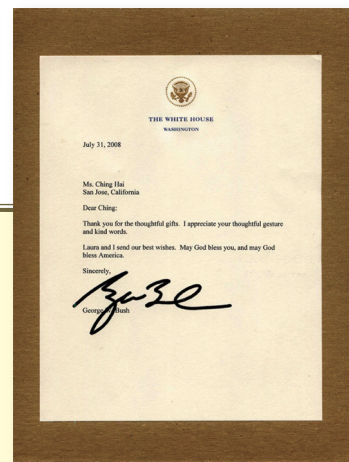 THE WHITE HOUSE
WASHINGTON
July 31, 2008
Ms. Ching Hai
San Jose, California
Dear Ching:
Thank you for the thoughtful gifts. I appreciate your thoughtful gesture
and kind words.
Laura and I send our best wishes. May God bless you, and may God
bless America.
Sincerely,
George W. Bush